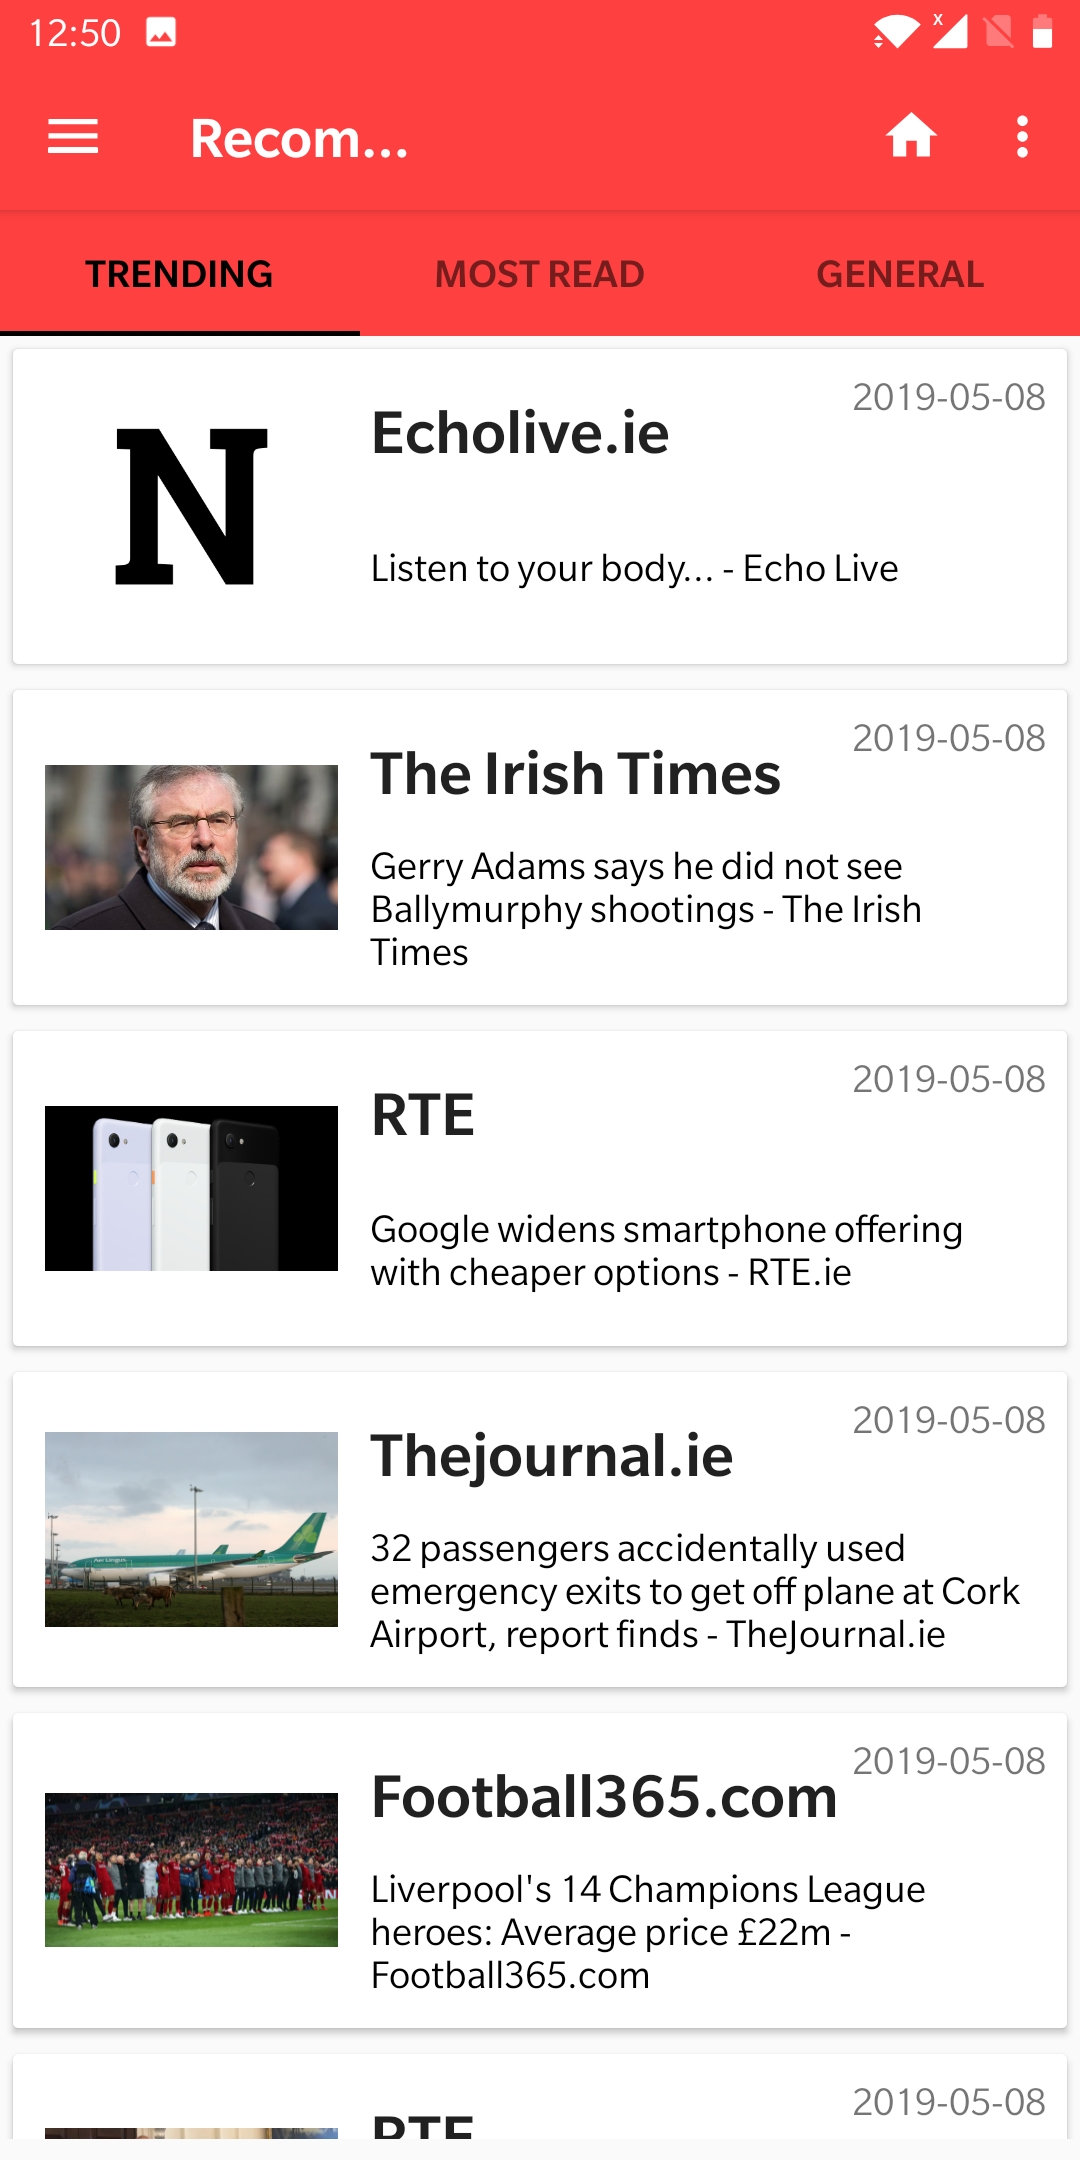 12:50
Recom...
TRENDING
MOST READ
GENERAL
2019-05-08
Echolive.ie
N
Listen to your body... - Echo Live
2019-05-08
The Irish Times
Gerry Adams says he did not see
Ballymurphy shootings - The Irish
Times
2019-05-08
RTE
Google widens smartphone offering
with cheaper options - RTE.ie
2019-05-08
Thejournal.ie
Aer Lingus
32 passengers accidentally used
emergency exits to get off plane at Cork
Airport, report finds - TheJournal.ie
2019-05-08
Football365.com
Liverpool's 14 Champions League
heroes: Average price £22m -
Football365.com
2019-05-08
RTE